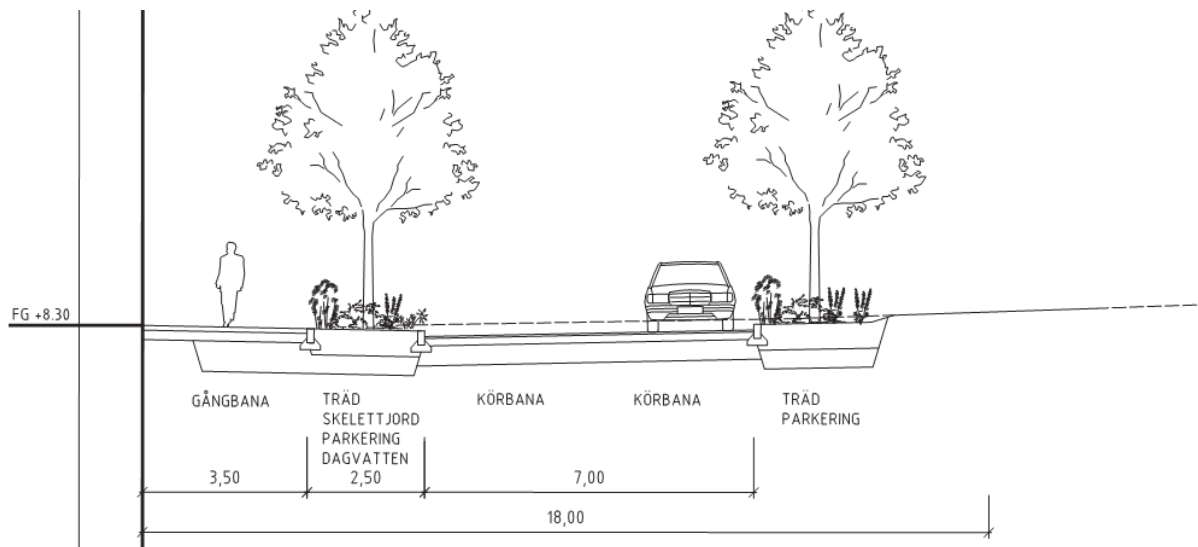 FG +8.30
GÅNGBANA
TRÄD
SKELETTJORD
PARKERING
DAGVATTEN
KÖRBANA
KÖRBANA
TRÄD
PARKERING
3,50
2,50
7,00
18,00